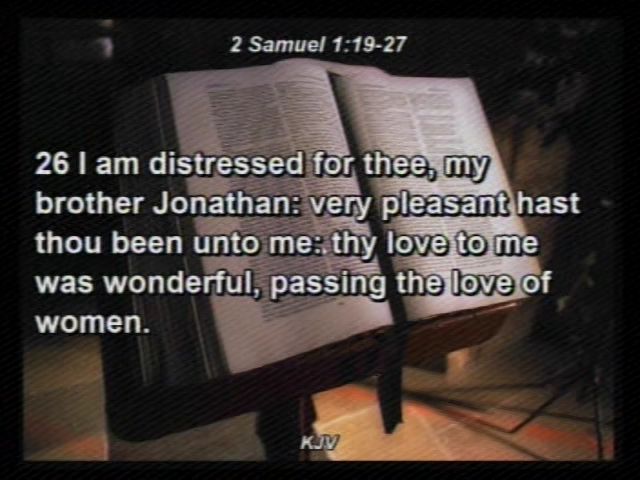 2 Samuel 1:19-27
26 I am distressed for thee, my
brother Jonathan: very pleasant hast
thou been unto me: thy love to me
was wonderful, passing the love of
women.
KJV